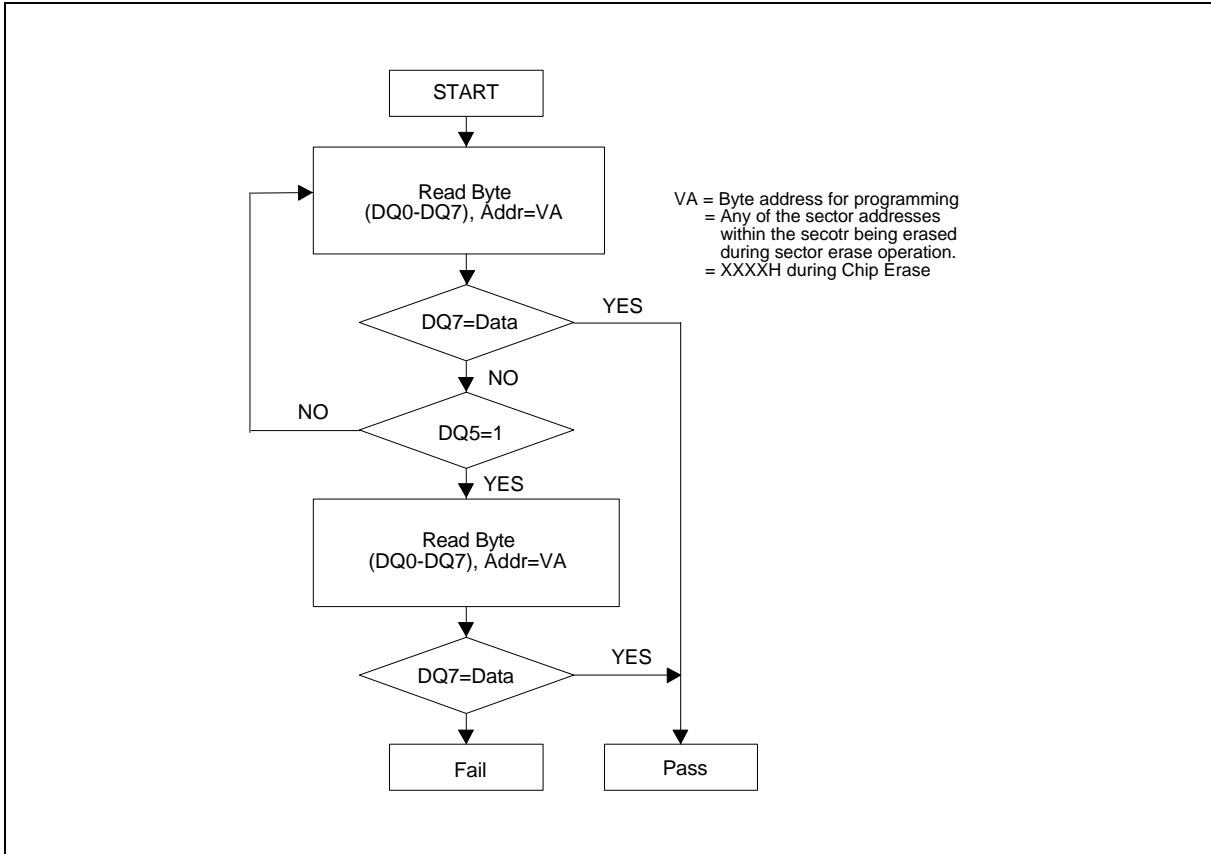 START
Read Byte
(DQ0-DQ7), Addr=VA
VA = Byte address for programming
= Any of the sector addresses
within the secotr being erased
during sector erase operation.
= XXXXH during Chip Erase
YES
DQ7=Data
NO
NO
DQ5=1
YES
Read Byte
(DQ0-DQ7), Addr=VA
YES
DQ7=Data
Fail
Pass